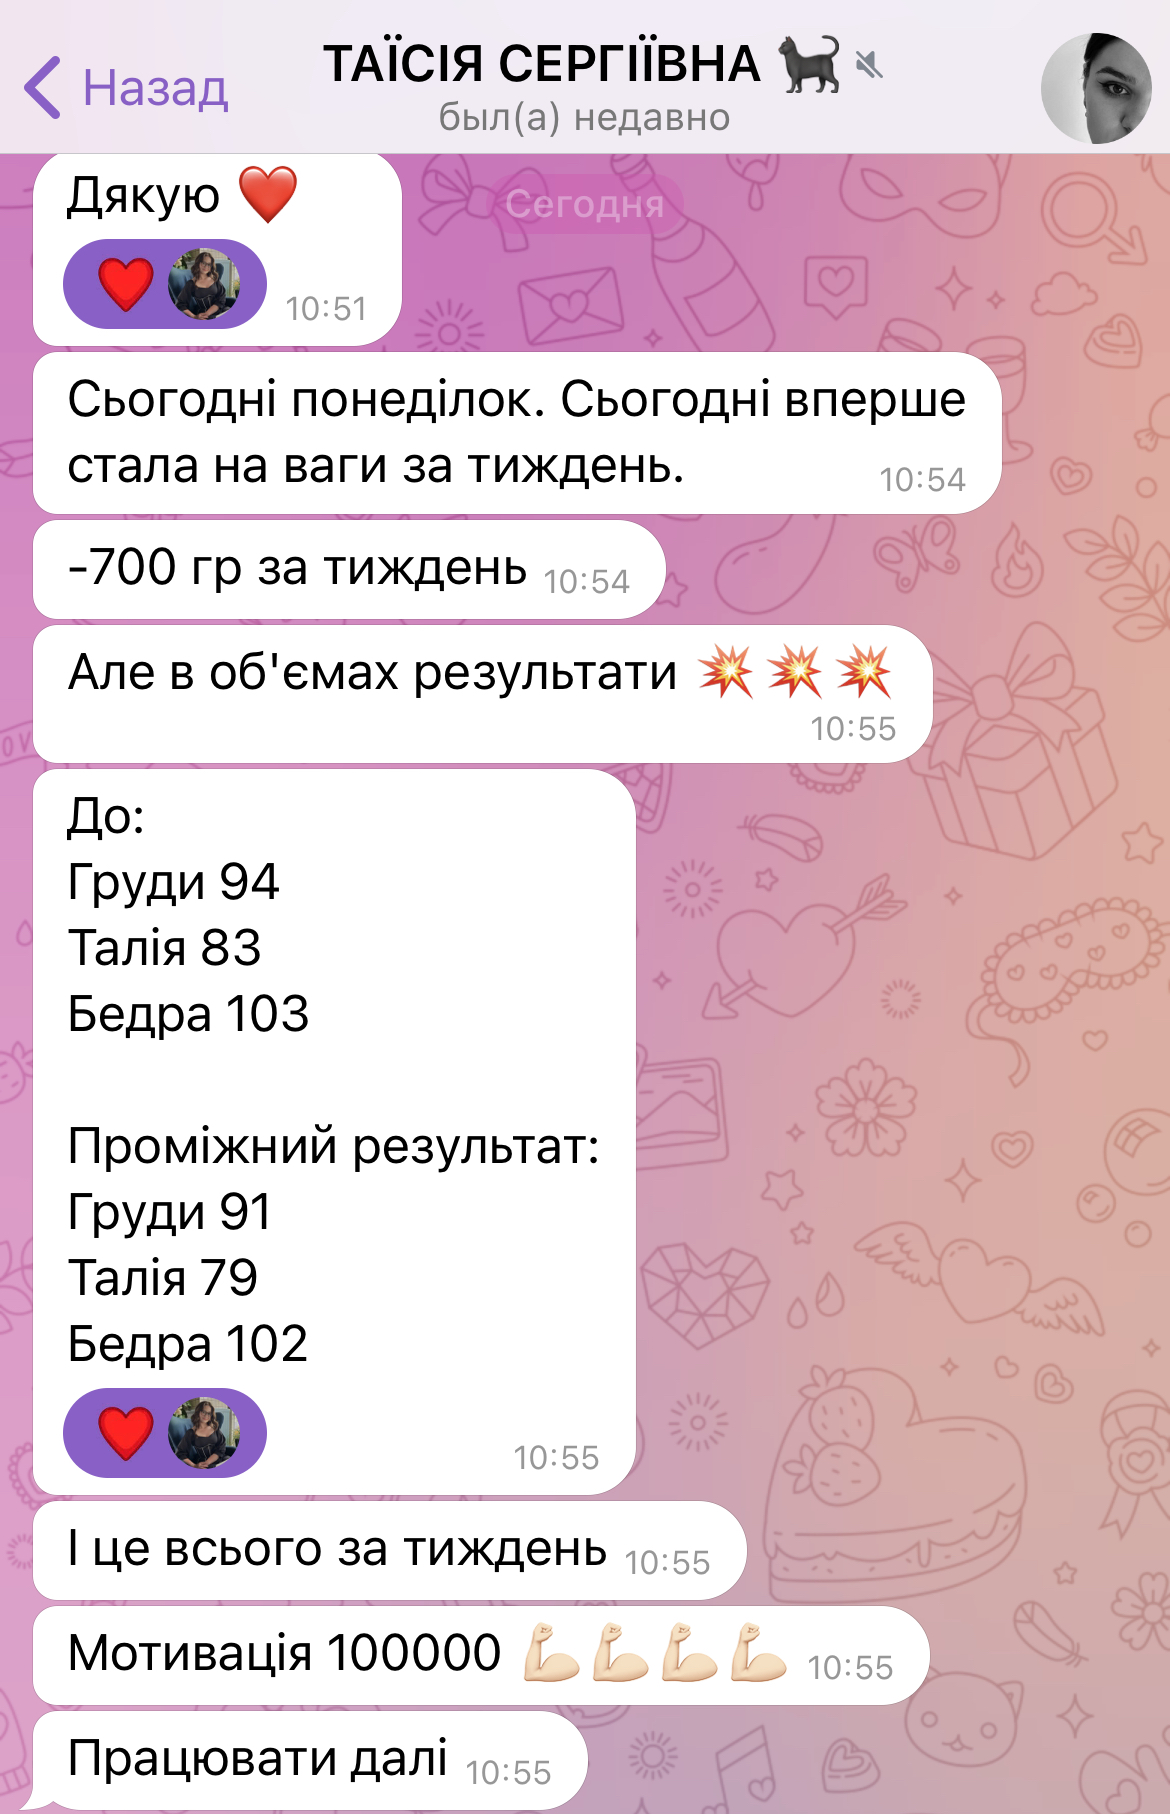 Назад
ТАЇСІЯ СЕРГІЇВНА 🐈‍⬛
был(а) недавно
Сегодня
Дякую ❤️
❤️
10:51
Сьогодні понеділок. Сьогодні вперше
стала на ваги за тиждень.
10:54
-700 гр за тиждень 10:54
Але в об'ємах результати 💥💥💥
10:55
До:
Груди 94
Талія 83
Бедра 103
Проміжний результат:
Груди 91
Талія 79
Бедра 102
❤️
10:55
І це всього за тиждень 10:55
Мотивація 100000 💪🏻💪🏻💪🏻💪🏻 10:55
Працювати далі 10:55